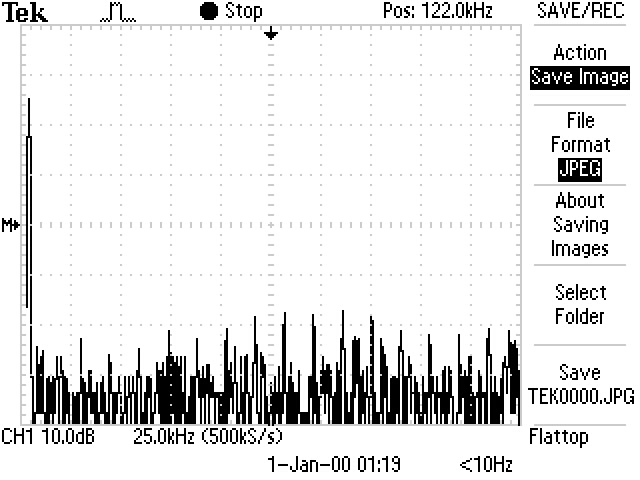 Tek Stop Pos: 122.0kHz SAVE/REC
Action
Save Image
File
Format
JPEG
About
Saving
Images
M
Select
Folder
Save
TEK0000.JPG
CH1 10.0dB 25.0kHz (500kS/s) Flattop
1-Jan-00 01:19 <10Hz